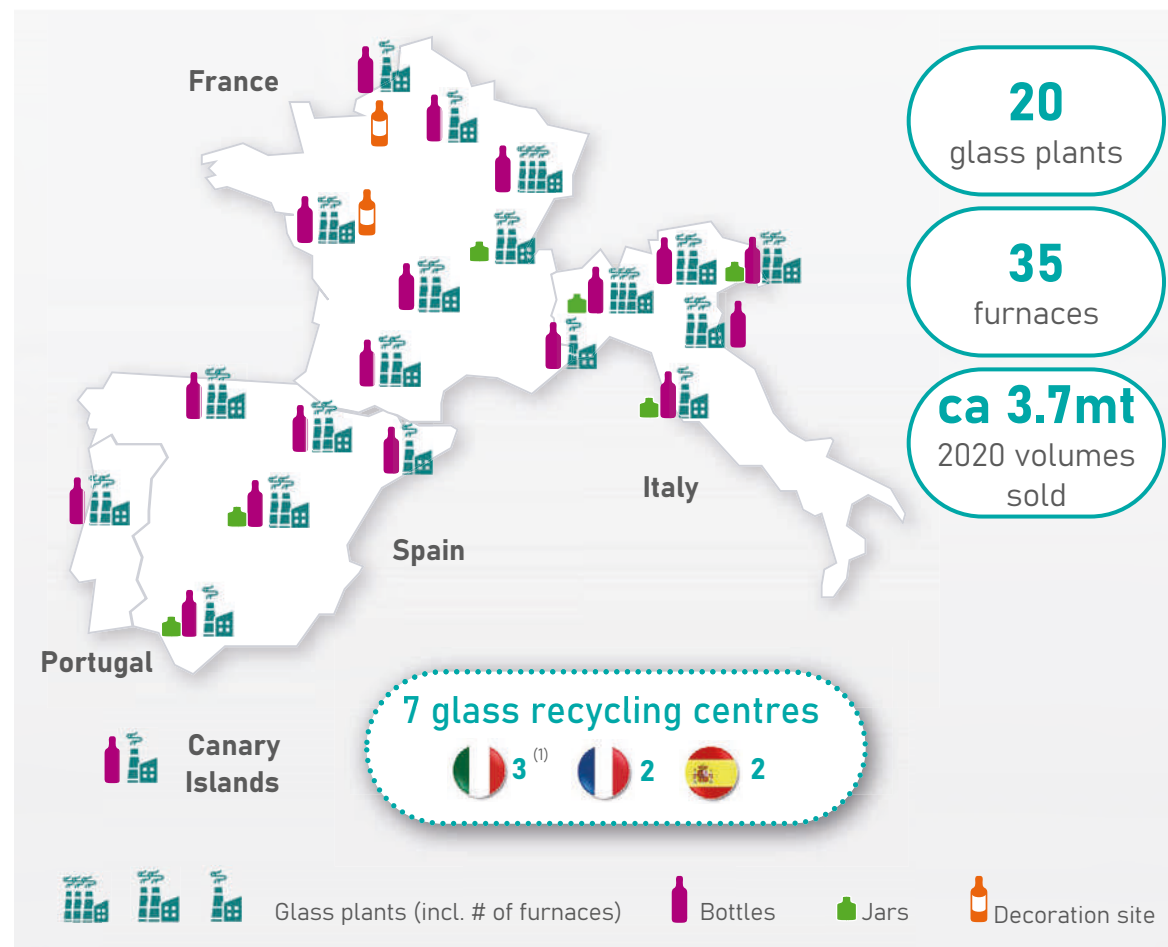 France
20
glass plants
35
furnaces
ca 3.7mt
2020 volumes
sold
Italy
Spain
Portugal
Canary
Islands
7 glass recycling centres
3 (1) 2 2
Glass plants (incl. # of furnaces) Bottles Jars Decoration site